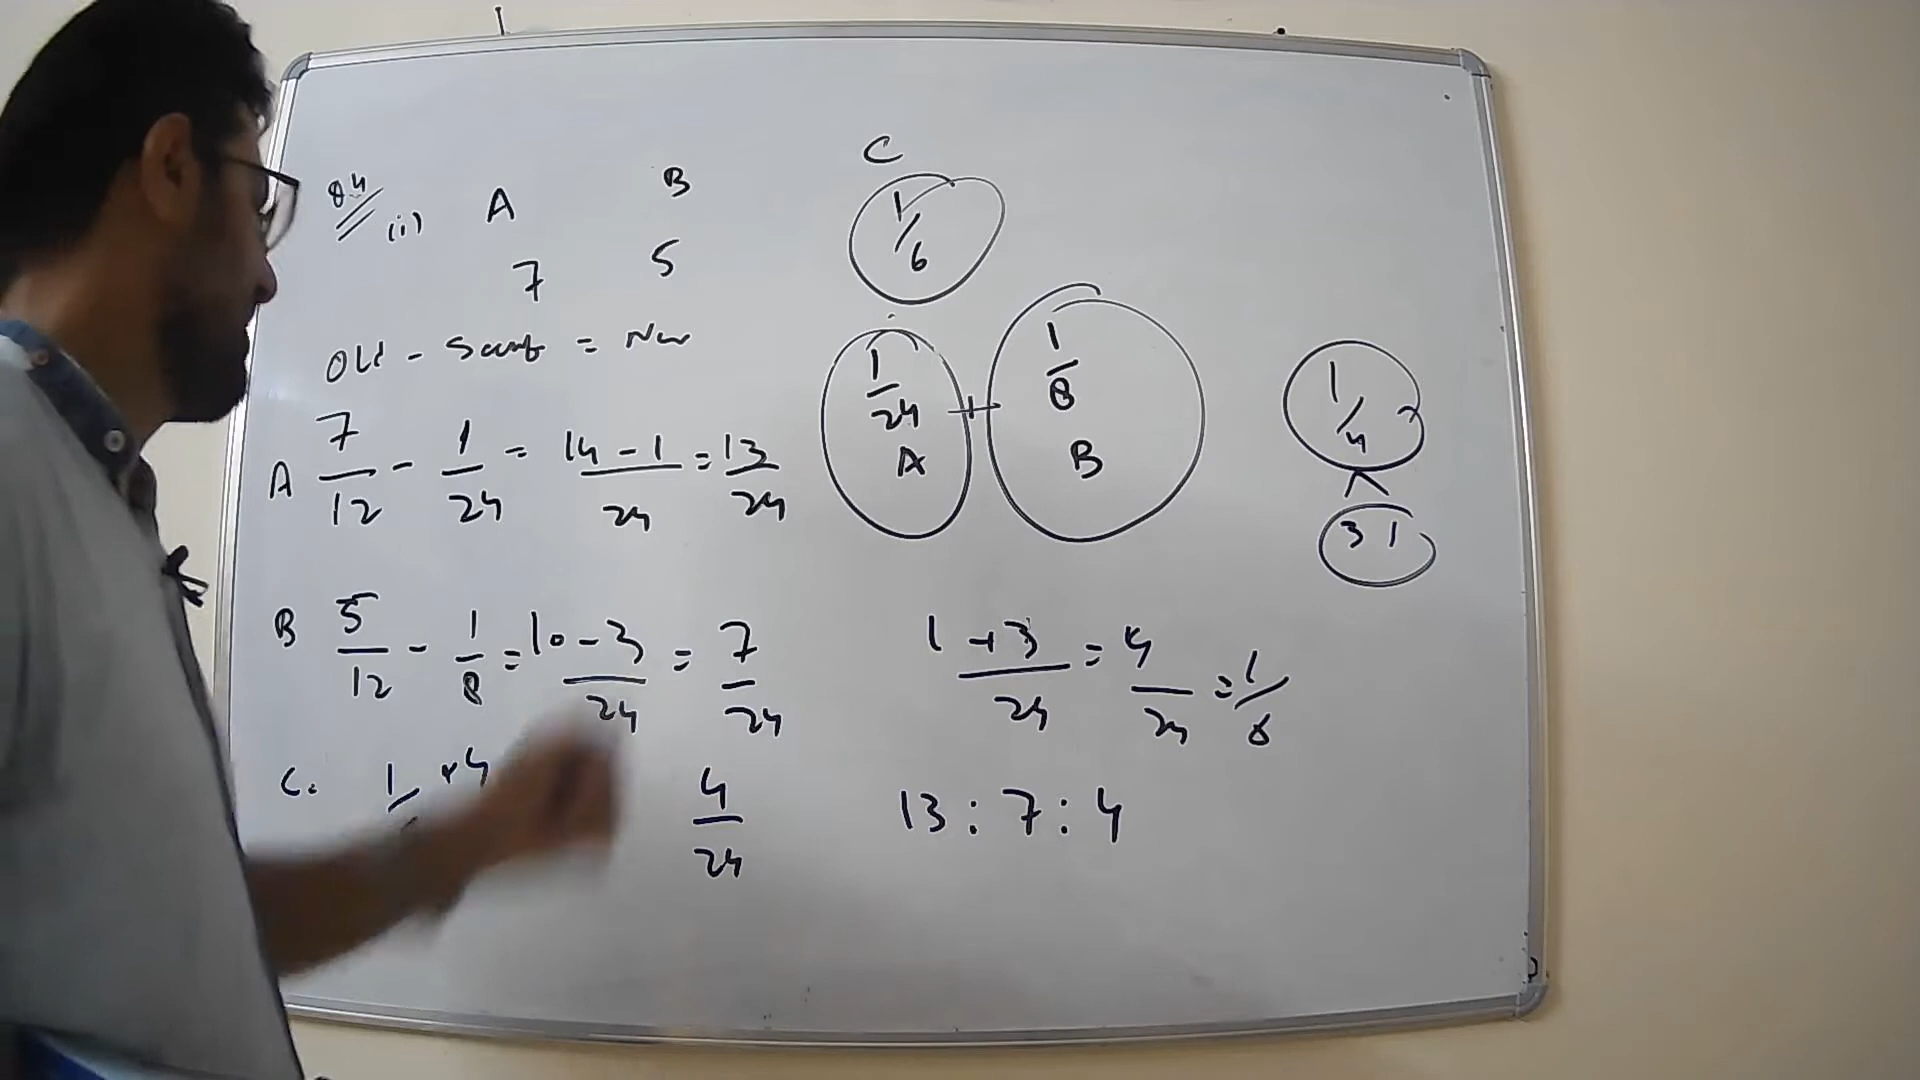 84 (ii) A B C
7 5 1/6
Old - = New
A 7/12 - 1/24 = 14 - 1/24 = 13/24
1/24 A + 1/8 B
1/4
3 1
B 5/12 - 1/8 = 10 - 3/24 = 7/24
1 + 3/24 = 4/24 = 1/6
C. 1/ × 4 4/24
13 : 7 : 4